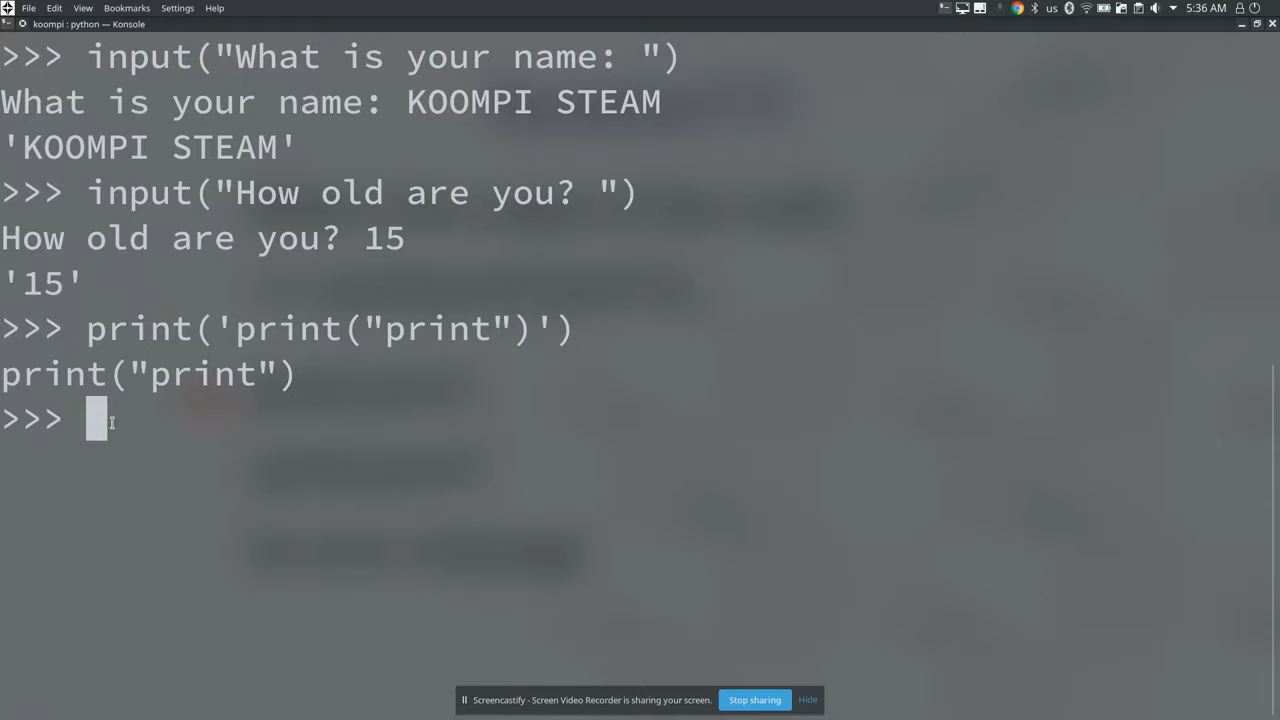 File Edit View Bookmarks Settings Help
us 5:36 AM
koompi : python — Konsole
>>> input("What is your name: ")
What is your name: KOOMPI STEAM
'KOOMPI STEAM'
>>> input("How old are you? ")
How old are you? 15
'15'
>>> print('print("print")')
print("print")
>>>
Screencastify - Screen Video Recorder is sharing your screen. Stop sharing Hide